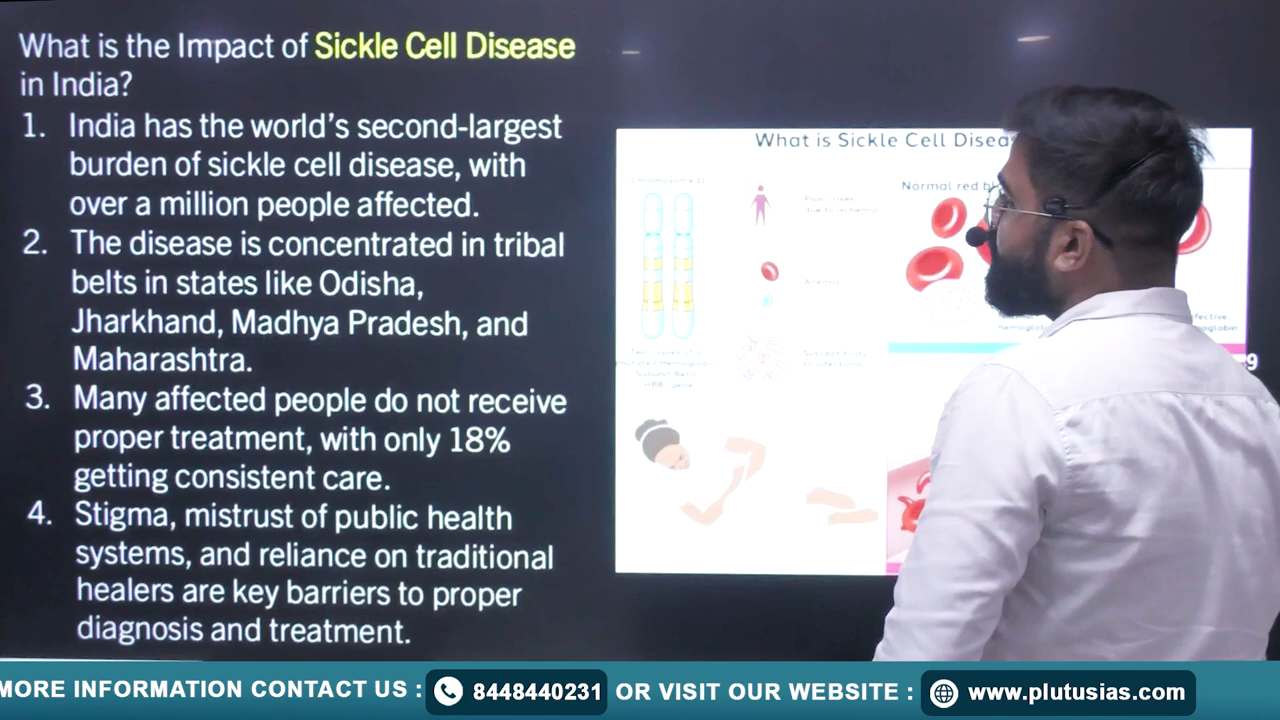 What is the Impact of Sickle Cell Disease
in India?
1. India has the world's second-largest
burden of sickle cell disease, with
over a million people affected.
2. The disease is concentrated in tribal
belts in states like Odisha,
Jharkhand, Madhya Pradesh, and
Maharashtra.
3. Many affected people do not receive
proper treatment, with only 18%
getting consistent care.
4. Stigma, mistrust of public health
systems, and reliance on traditional
healers are key barriers to proper
diagnosis and treatment.
What is Sickle Cell
Normal red
Anemia
gene
9
MORE INFORMATION CONTACT US : 8448440231 OR VISIT OUR WEBSITE : www.plutusias.com